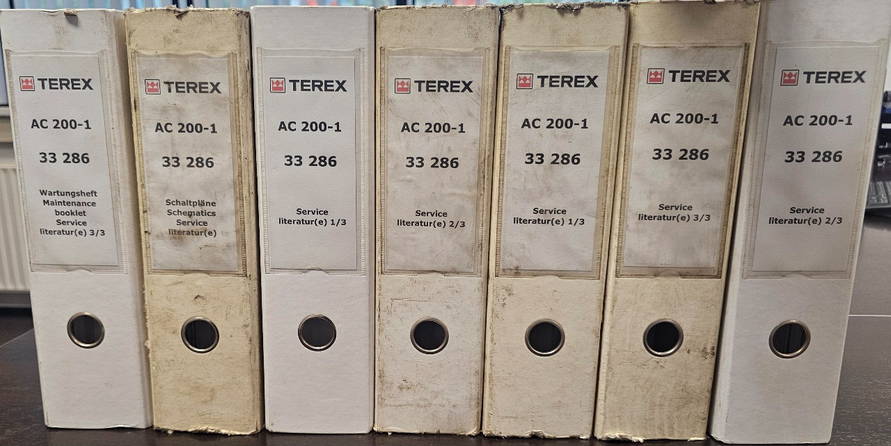 TEREX
AC 200-1
33 286
Wartungsheft
Maintenance
booklet
Service
literatur(e) 3/3
TEREX
AC 200-1
33 286
Schaltpläne
Schematics
Service
literatur(e)
TEREX
AC 200-1
33 286
Service
literatur(e) 1/3
TEREX
AC 200-1
33 286
Service
literatur(e) 2/3
TEREX
AC 200-1
33 286
Service
literatur(e) 1/3
TEREX
AC 200-1
33 286
Service
literatur(e) 3/3
TEREX
AC 200-1
33 286
Service
literatur(e) 2/3